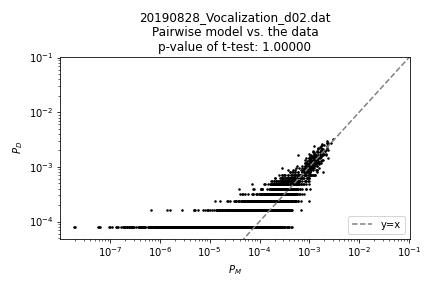 20190828_Vocalization_d02.dat
Pairwise model vs. the data
p-value of t-test: 1.00000
10⁻¹
10⁻²
10⁻³
10⁻⁴
P_D
y=x
10⁻⁷ 10⁻⁶ 10⁻⁵ 10⁻⁴ 10⁻³ 10⁻² 10⁻¹
P_M